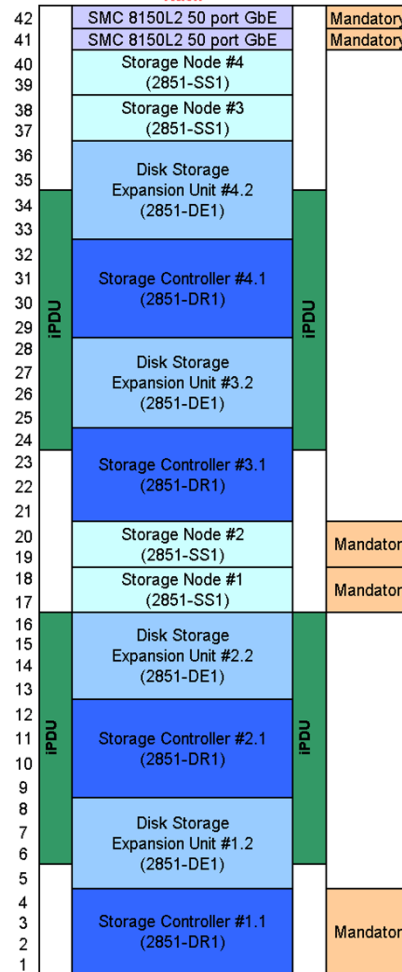 42 SMC 8150L2 50 port GbE Mandatory
41 SMC 8150L2 50 port GbE Mandatory
40 Storage Node #4
39 (2851-SS1)
38 Storage Node #3
37 (2851-SS1)
36
Disk Storage
35 Expansion Unit #4.2
34 (2851-DE1)
33
32
31 Storage Controller #4.1
30 (2851-DR1)
29
28
Disk Storage
27 Expansion Unit #3.2
26 (2851-DE1)
25
24
23
Storage Controller #3.1
22 (2851-DR1)
21
20 Storage Node #2
19 (2851-SS1)
Mandator
18 Storage Node #1
17 (2851-SS1)
Mandator
16
15 Disk Storage
14 Expansion Unit #2.2
(2851-DE1)
13
12
11 Storage Controller #2.1
10 (2851-DR1)
9
8
Disk Storage
7 Expansion Unit #1.2
6 (2851-DE1)
5
4
3 Storage Controller #1.1
2 (2851-DR1)
Mandator
1
iPDU
iPDU
iPDU
iPDU